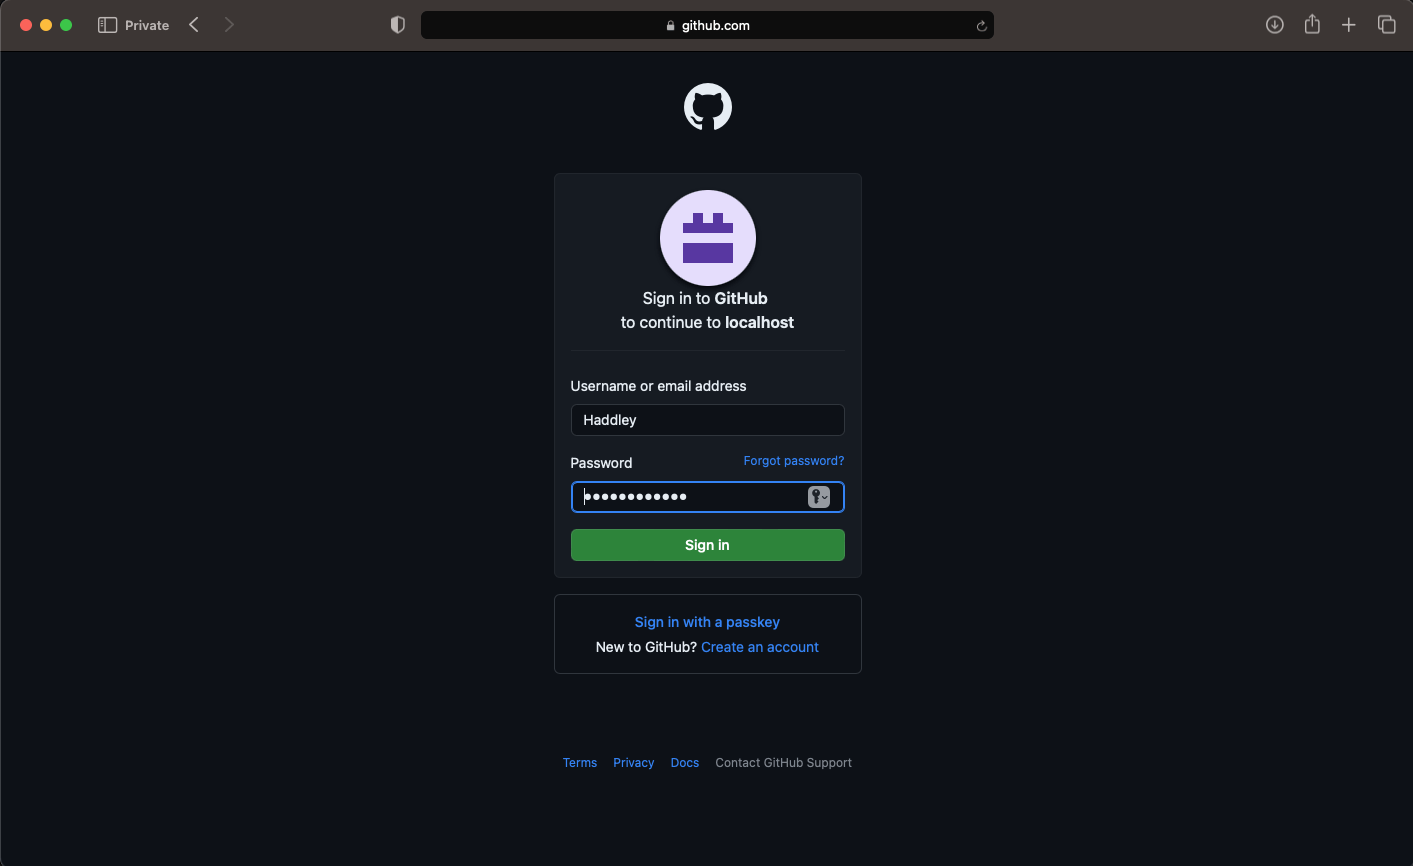 Private
github.com
Sign in to GitHub
to continue to localhost
Username or email address
Haddley
Password
Forgot password?
••••••••••••
Sign in
Sign in with a passkey
New to GitHub? Create an account
Terms Privacy Docs Contact GitHub Support